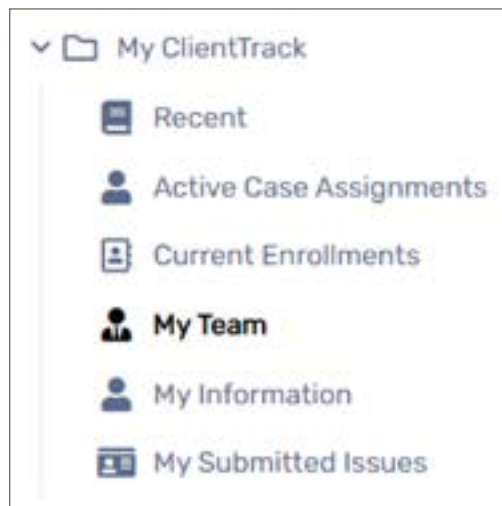 My ClientTrack
Recent
Active Case Assignments
Current Enrollments
My Team
My Information
My Submitted Issues